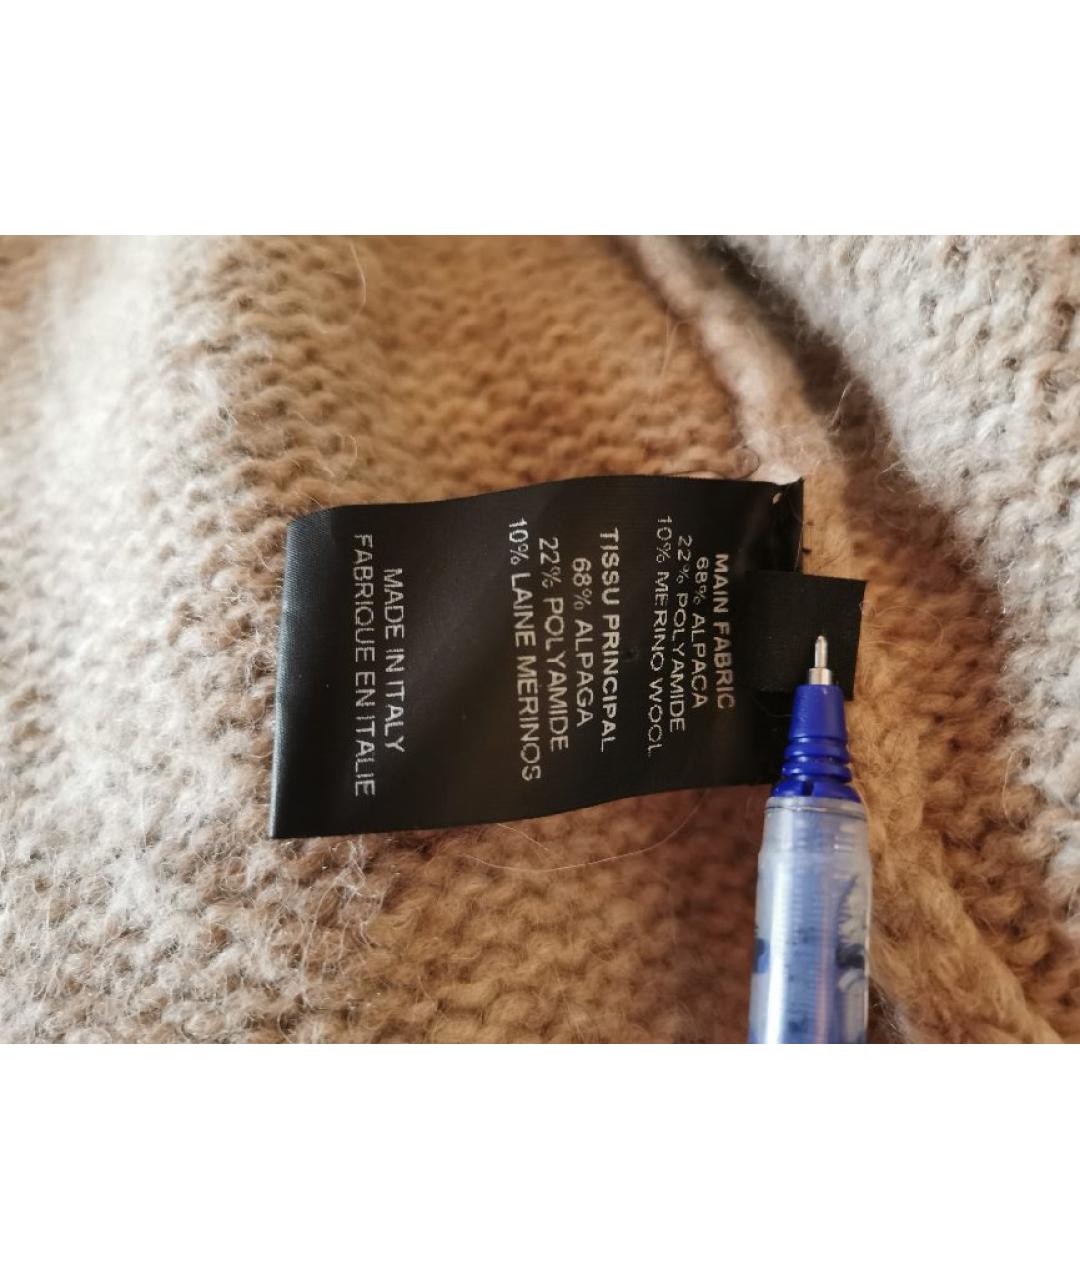 MAIN FABRIC
68% ALPACA
22% POLYAMIDE
10% MERINO WOOL
TISSU PRINCIPAL
68% ALPAGA
22% POLYAMIDE
10% LAINE MÉRINOS
MADE IN ITALY
FABRIQUE EN ITALIE